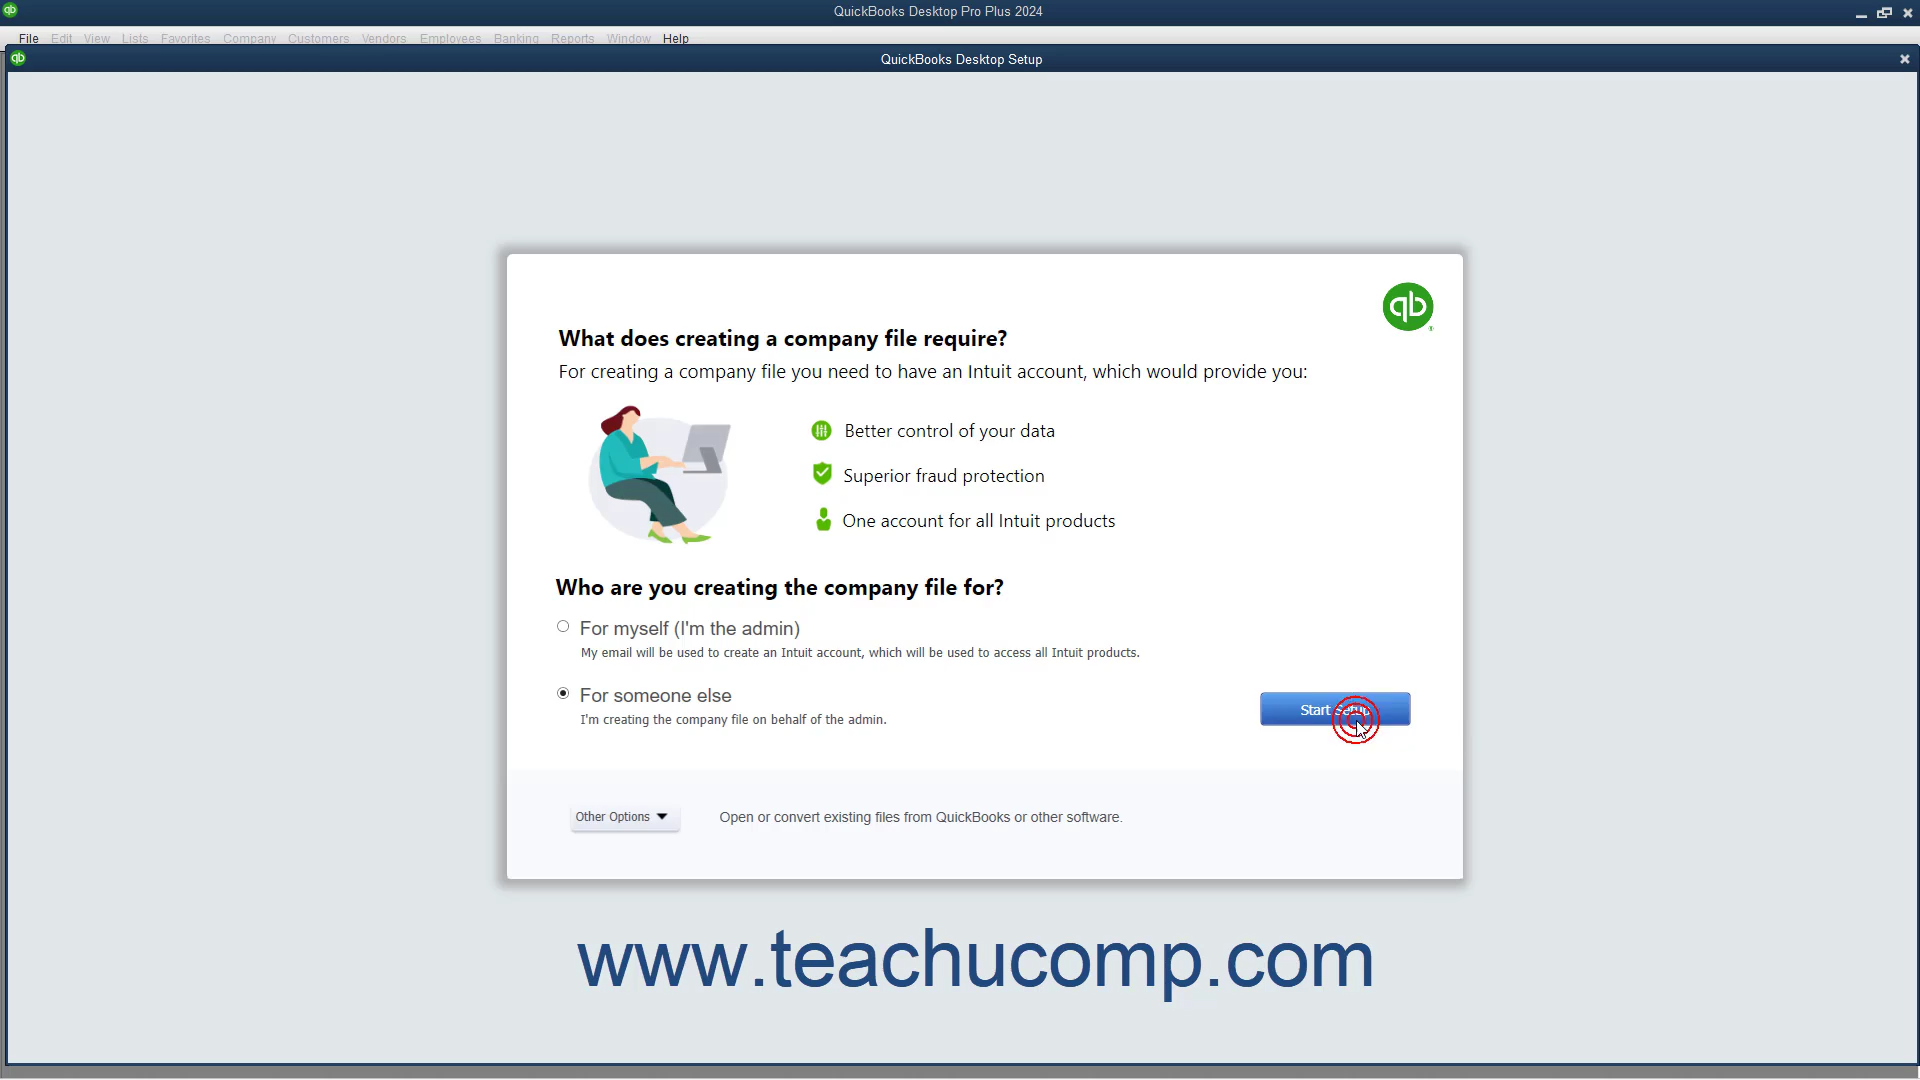 QuickBooks Desktop Pro Plus 2024
File Edit View Lists Favorites Company Customers Vendors Employees Banking Reports Window Help
qb QuickBooks Desktop Setup
qb
What does creating a company file require?
For creating a company file you need to have an Intuit account, which would provide you:
Better control of your data
Superior fraud protection
One account for all Intuit products
Who are you creating the company file for?
For myself (I'm the admin)
My email will be used to create an Intuit account, which will be used to access all Intuit products.
For someone else
I'm creating the company file on behalf of the admin.
Start Setup
Other Options
Open or convert existing files from QuickBooks or other software.
www.teachucomp.com